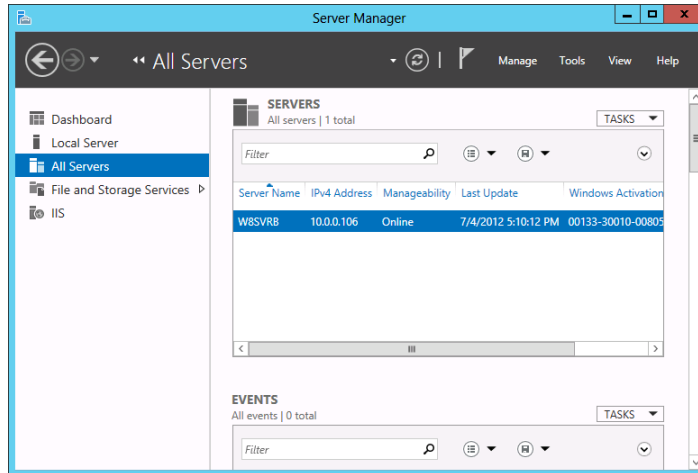 Server Manager
All Servers
Manage Tools View Help
Dashboard
Local Server
All Servers
File and Storage Services
IIS
SERVERS
All servers | 1 total
TASKS
Filter
Server Name IPv4 Address Manageability Last Update Windows Activation
W8SVRB 10.0.0.106 Online 7/4/2012 5:10:12 PM 00133-30010-00805
EVENTS
All events | 0 total
TASKS
Filter